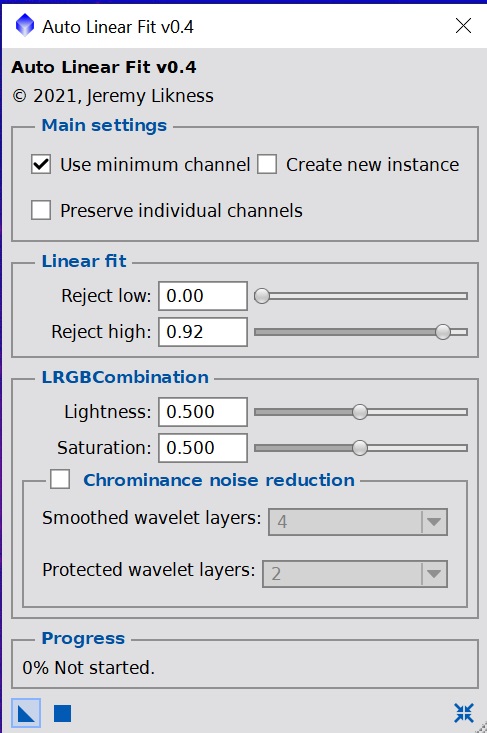 Auto Linear Fit v0.4
Auto Linear Fit v0.4
© 2021, Jeremy Likness
Main settings
Use minimum channel Create new instance
Preserve individual channels
Linear fit
Reject low: 0.00
Reject high: 0.92
LRGBCombination
Lightness: 0.500
Saturation: 0.500
Chrominance noise reduction
Smoothed wavelet layers: 4
Protected wavelet layers: 2
Progress
0% Not started.